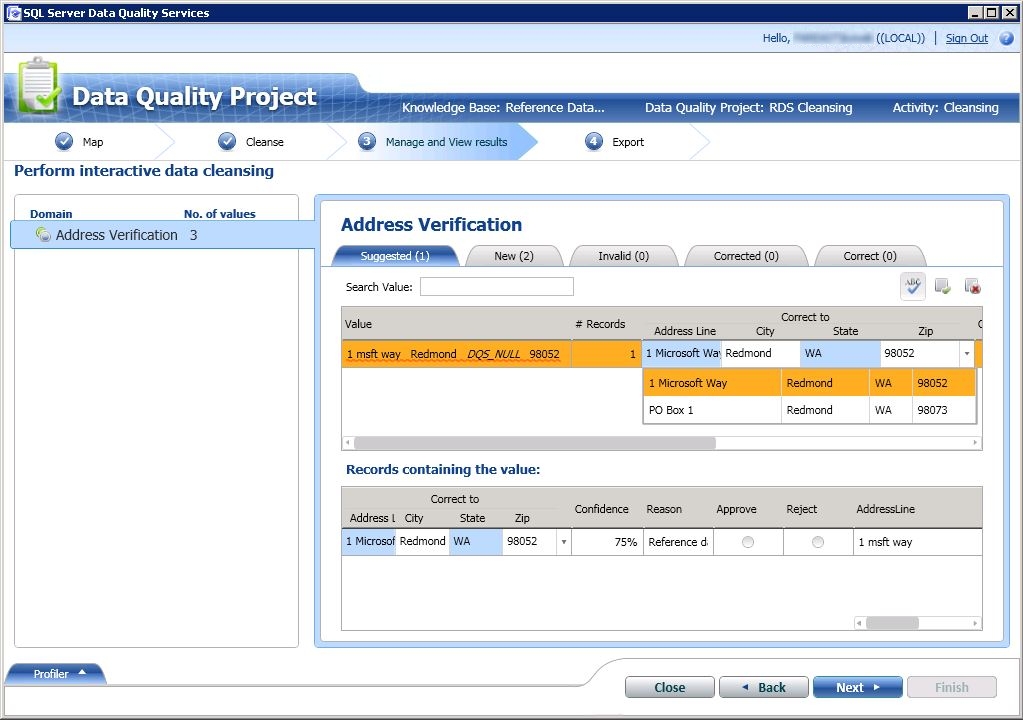 SQL Server Data Quality Services
Hello, ((LOCAL)) | Sign Out ?
Data Quality Project
Knowledge Base: Reference Data... Data Quality Project: RDS Cleansing Activity: Cleansing
Map Cleanse 3 Manage and View results 4 Export
Perform interactive data cleansing
Domain No. of values
Address Verification 3
Address Verification
Suggested (1) New (2) Invalid (0) Corrected (0) Correct (0)
Search Value: ABC
Correct to
Value # Records Address Line City State Zip C
1 msft way Redmond DQS_NULL 98052 1 1 Microsoft Way Redmond WA 98052
1 Microsoft Way Redmond WA 98052
PO Box 1 Redmond WA 98073
Records containing the value:
Correct to
Address L City State Zip Confidence Reason Approve Reject AddressLine
1 Microsof Redmond WA 98052 75% Reference d 1 msft way
Profiler
Close Back Next Finish